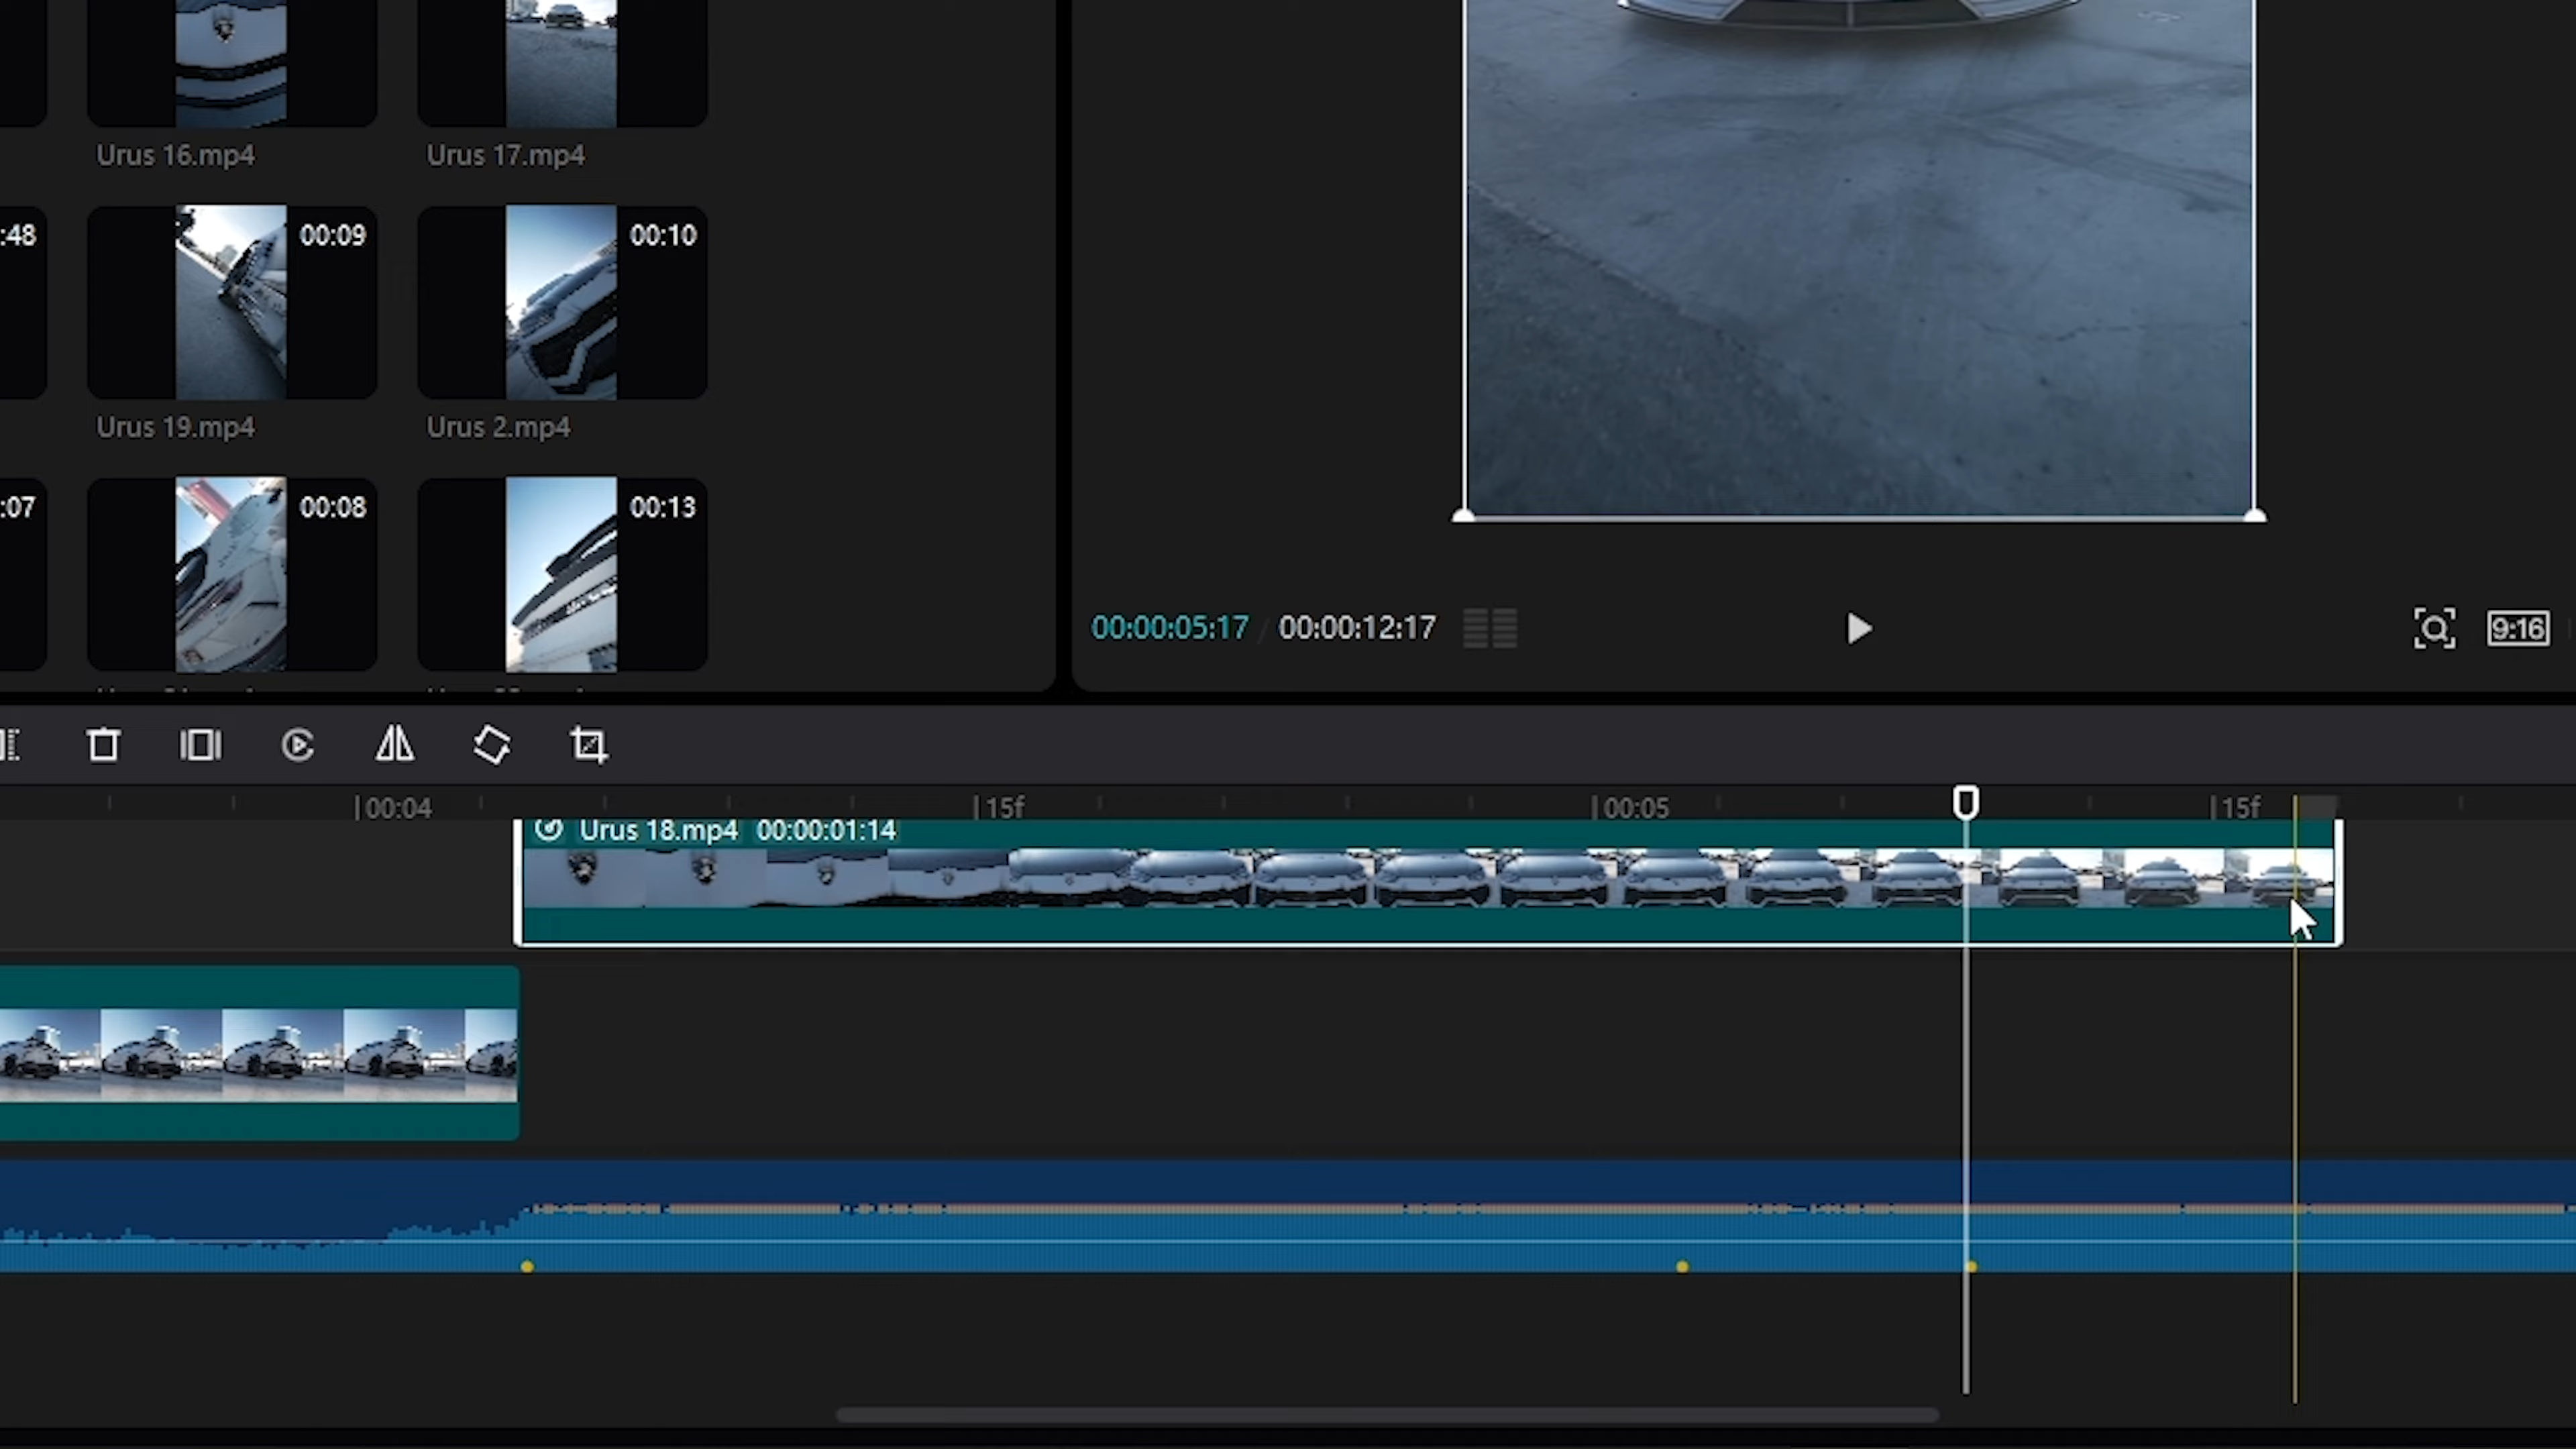 Urus 16.mp4
Urus 17.mp4
:48
00:09
00:10
Urus 19.mp4
Urus 2.mp4
:07
00:08
00:13
00:00:05:17 / 00:00:12:17
9:16
00:04
15f
00:05
15f
Urus 18.mp4 00:00:01:14